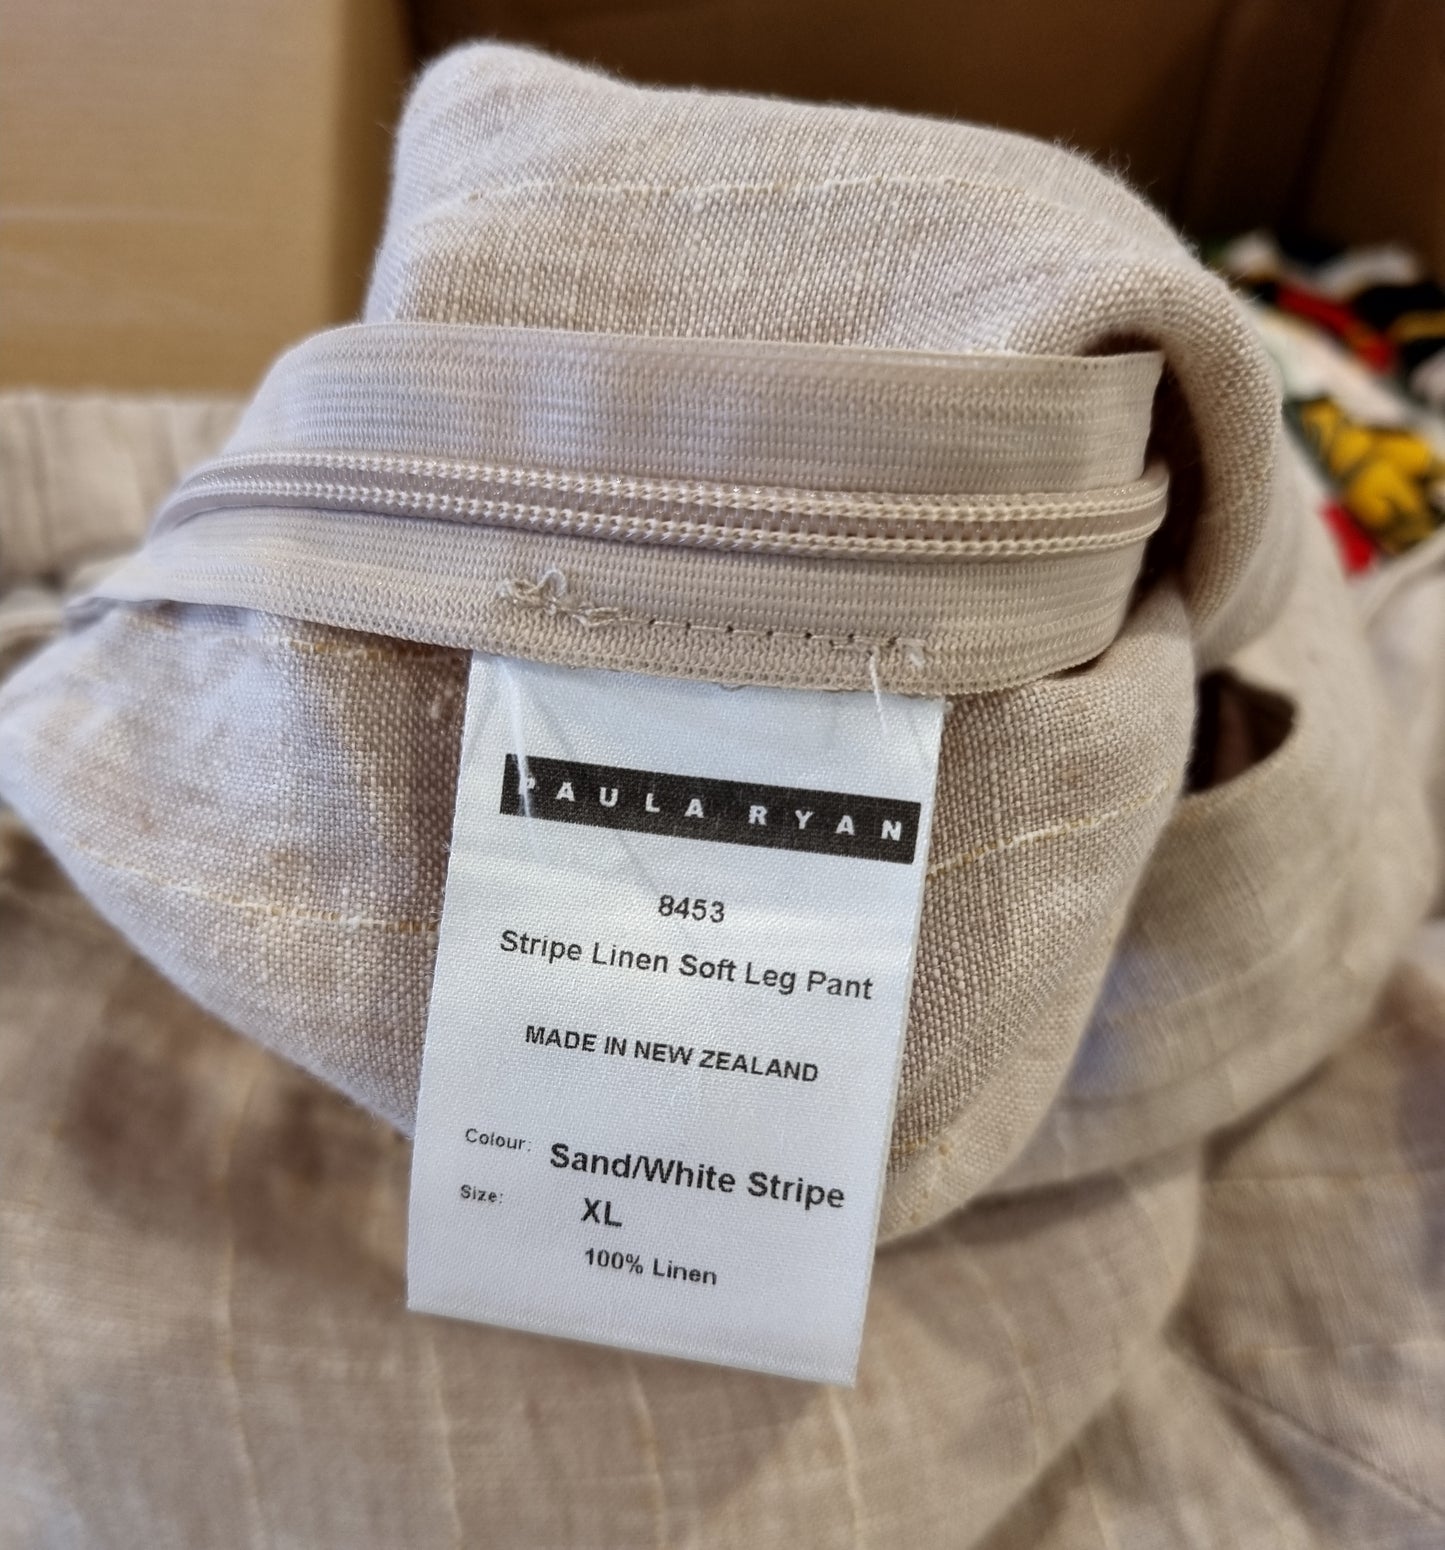 PAULA RYAN
8453
Stripe Linen Soft Leg Pant
MADE IN NEW ZEALAND
Colour: Sand/White Stripe
Size: XL
100% Linen